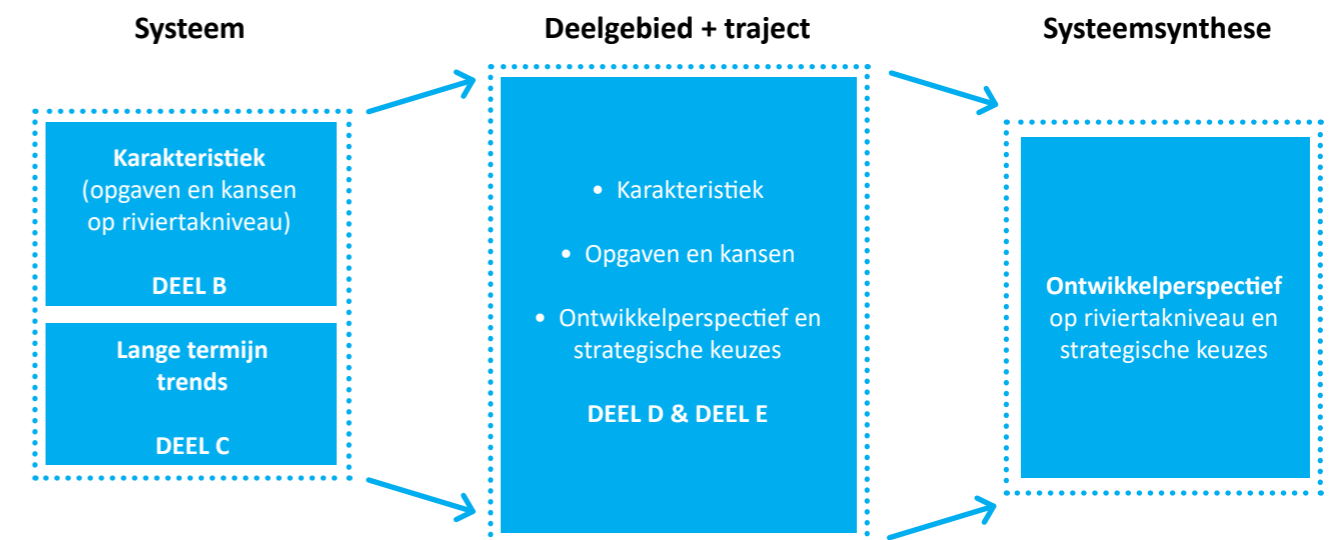 Systeem
Karakteristiek
(opgaven en kansen
op riviertakniveau)
DEEL B
Lange termijn
trends
DEEL C
Deelgebied + traject
• Karakteristiek
• Opgaven en kansen
• Ontwikkelperspectief en
strategische keuzes
DEEL D & DEEL E
Systeemsynthese
Ontwikkelperspectief
op riviertakniveau en
strategische keuzes